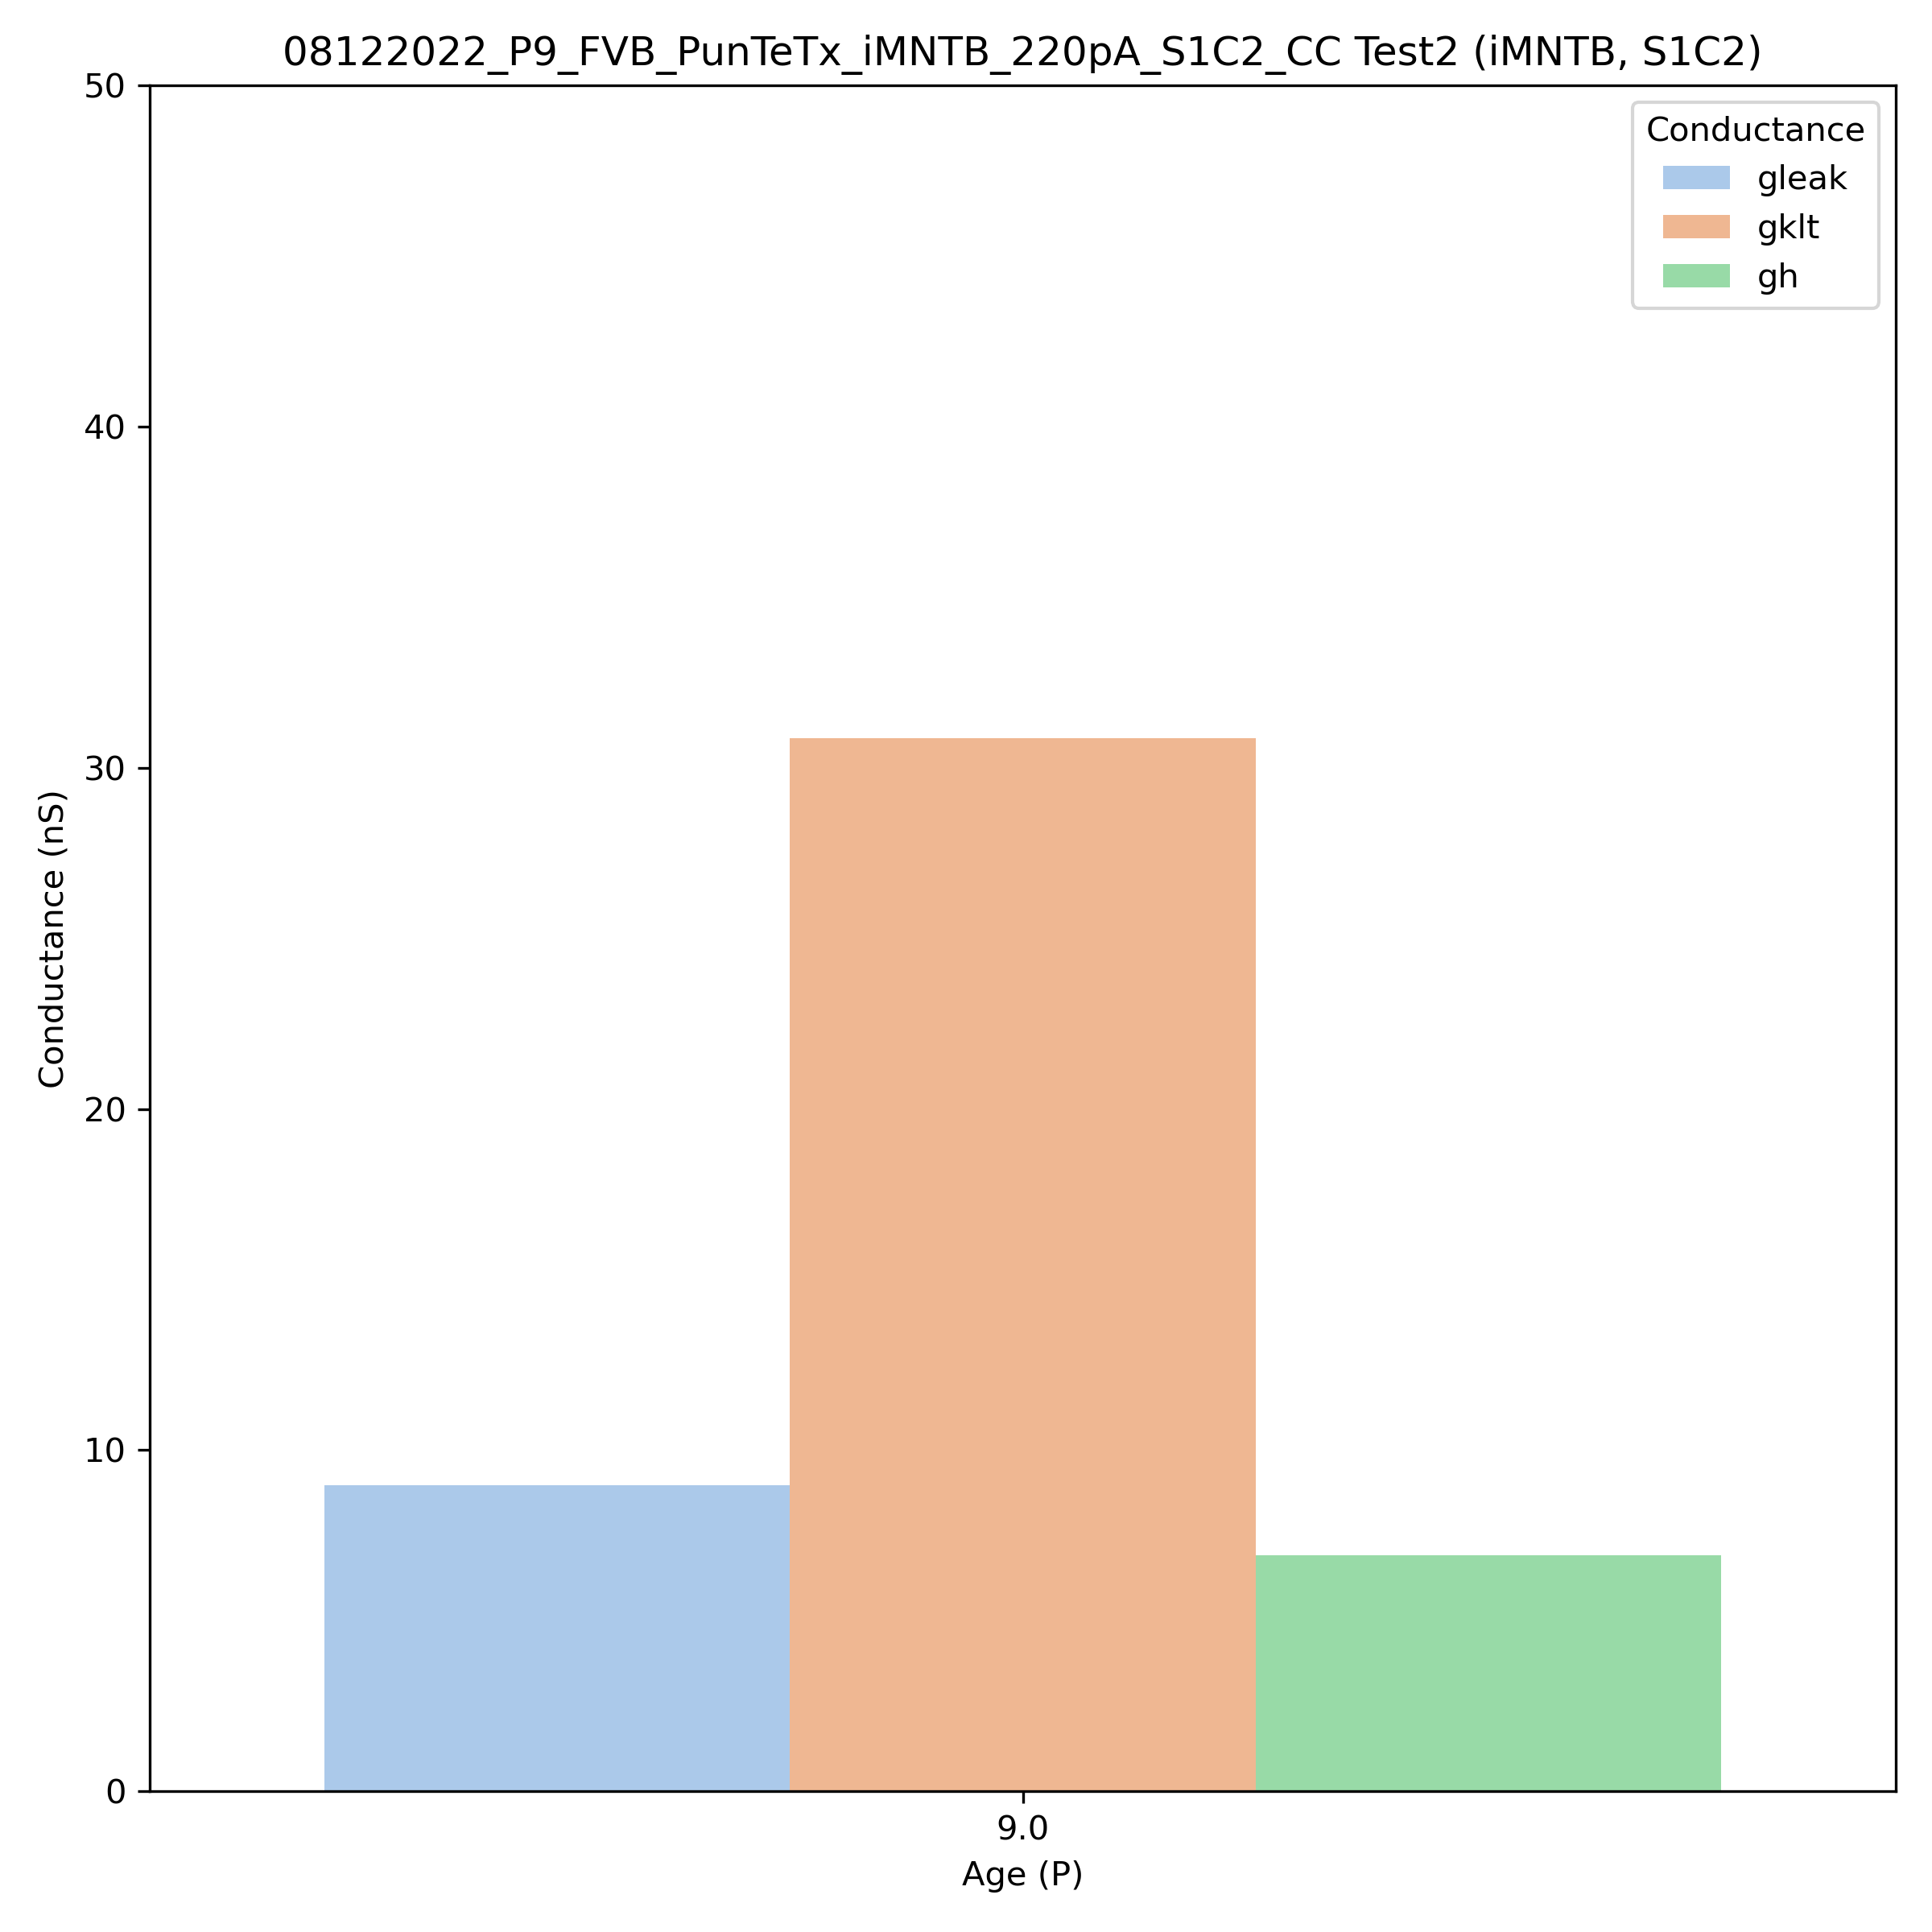 08122022_P9_FVB_PunTeTx_iMNTB_220pA_S1C2_CC Test2 (iMNTB, S1C2)
Conductance
gleak
gklt
gh
50
40
30
20
10
0
Conductance (nS)
9.0
Age (P)